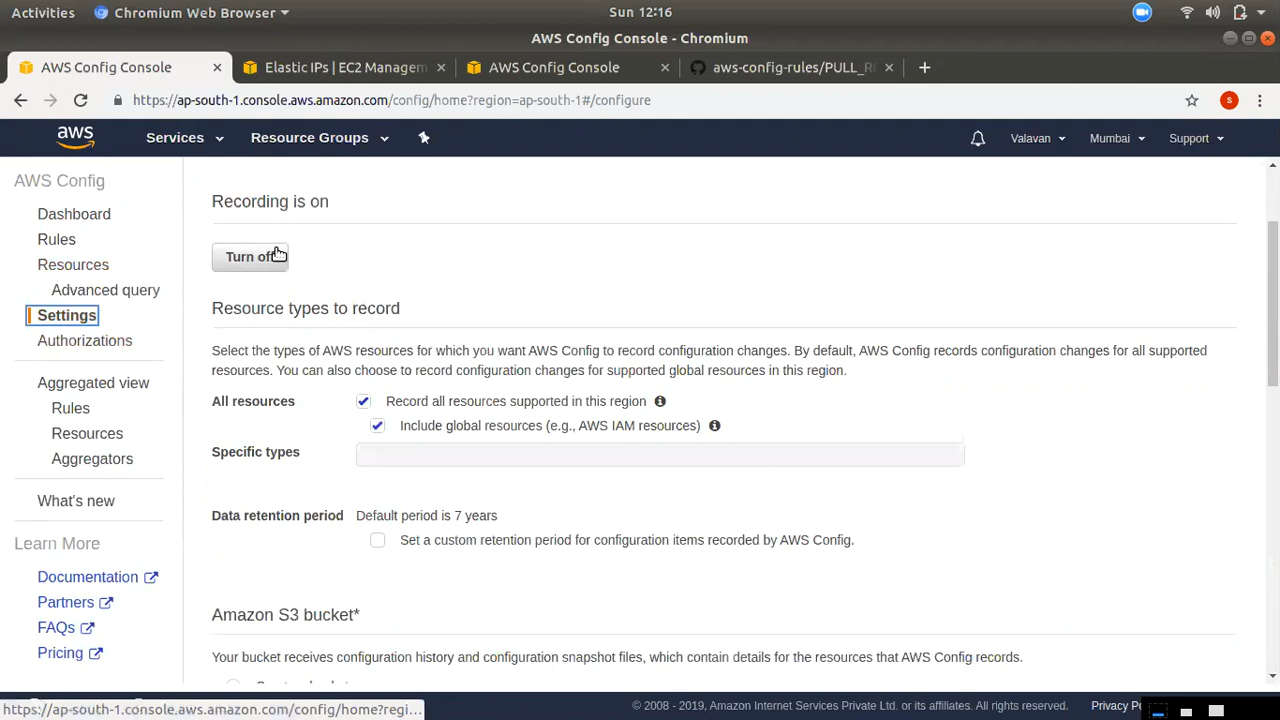 Activities
Chromium Web Browser
Sun 12:16
AWS Config Console - Chromium
AWS Config Console
Elastic IPs | EC2 Managem
AWS Config Console
aws-config-rules/PULL_RE
https://ap-south-1.console.aws.amazon.com/config/home?region=ap-south-1#/configure
S
aws
Services
Resource Groups
Valavan
Mumbai
Support
AWS Config
Dashboard
Rules
Resources
Advanced query
Settings
Authorizations
Aggregated view
Rules
Resources
Aggregators
What's new
Learn More
Documentation
Partners
FAQs
Pricing
Recording is on
Turn off
Resource types to record
Select the types of AWS resources for which you want AWS Config to record configuration changes. By default, AWS Config records configuration changes for all supported
resources. You can also choose to record configuration changes for supported global resources in this region.
All resources
Record all resources supported in this region
Include global resources (e.g., AWS IAM resources)
Specific types
Data retention period
Default period is 7 years
Set a custom retention period for configuration items recorded by AWS Config.
Amazon S3 bucket*
Your bucket receives configuration history and configuration snapshot files, which contain details for the resources that AWS Config records.
https://ap-south-1.console.aws.amazon.com/config/home?regi...
© 2008 - 2019, Amazon Internet Services Private Ltd. or its affiliates. All rights reserved.
Privacy Po